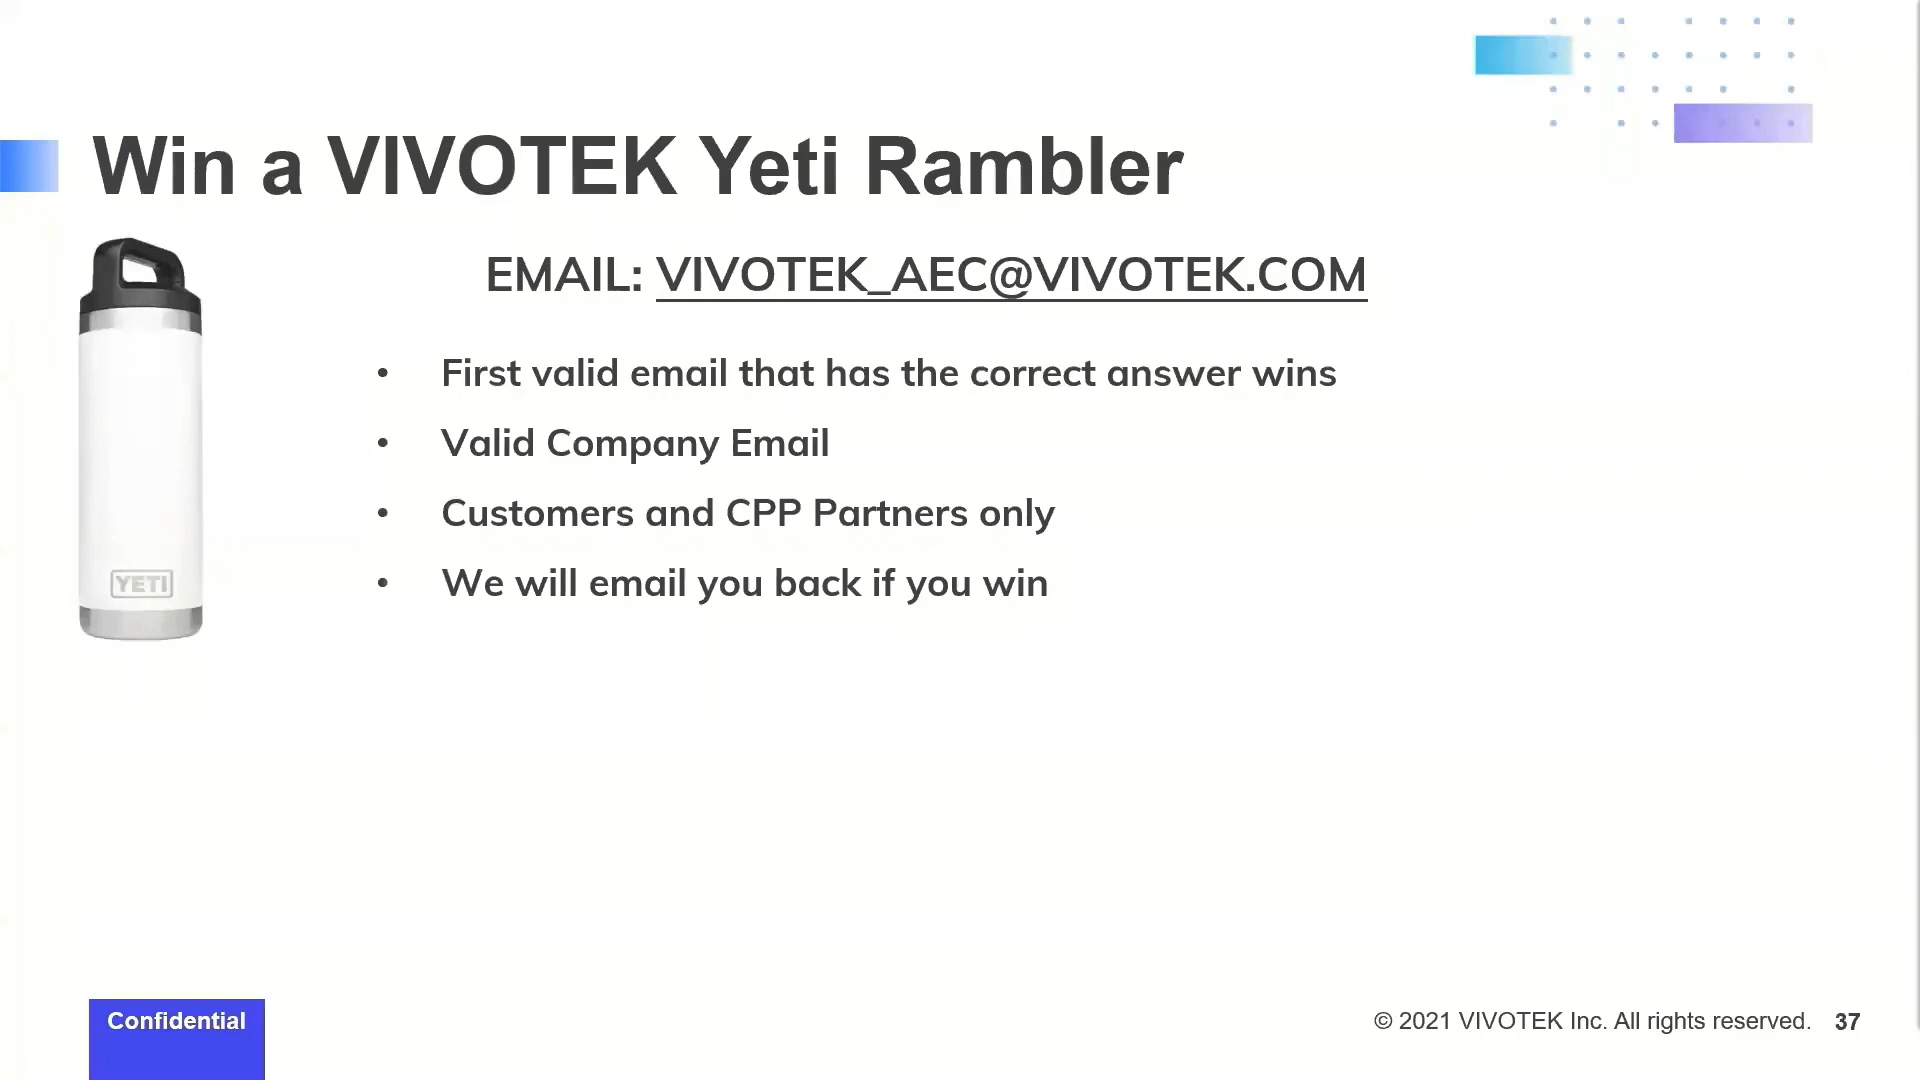 Win a VIVOTEK Yeti Rambler
EMAIL: VIVOTEK_AEC@VIVOTEK.COM
• First valid email that has the correct answer wins
• Valid Company Email
• Customers and CPP Partners only
• We will email you back if you win
YETI
Confidential
© 2021 VIVOTEK Inc. All rights reserved. 37